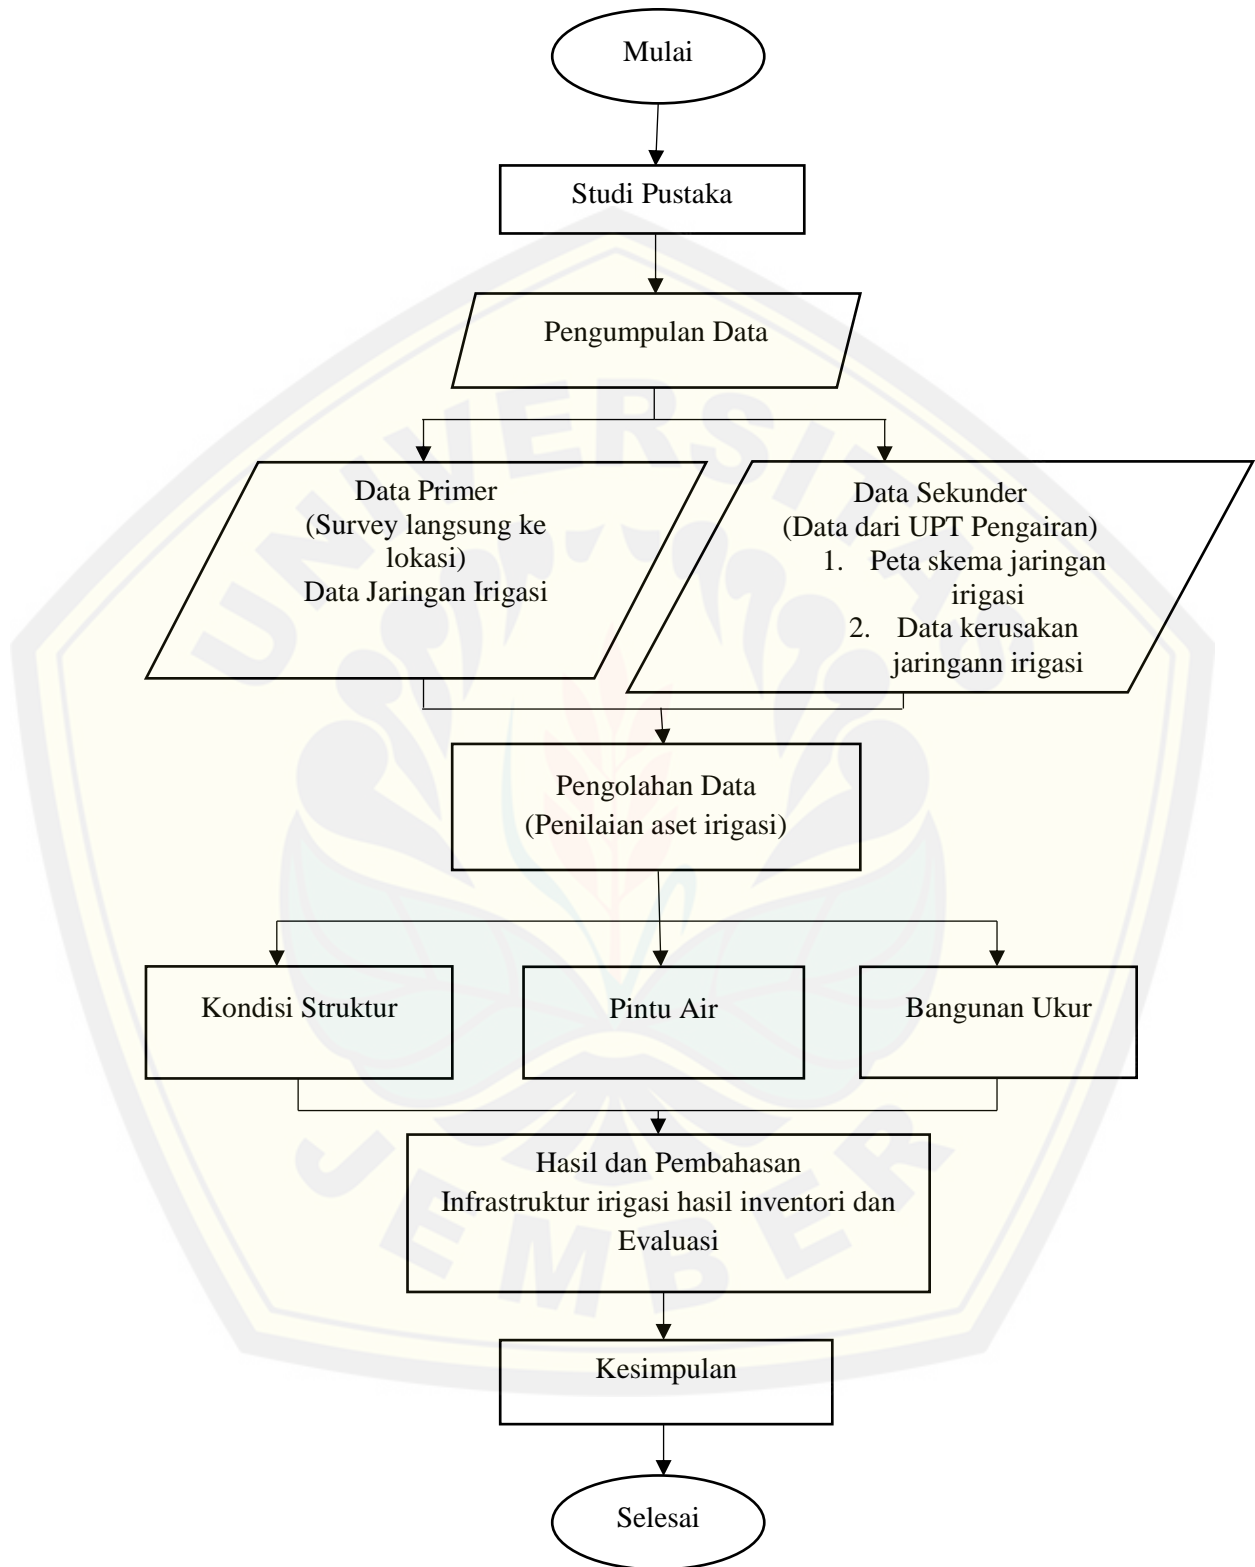 Mulai
Studi Pustaka
Pengumpulan Data
Data Primer
(Survey langsung ke
lokasi)
Data Jaringan Irigasi
Data Sekunder
(Data dari UPT Pengairan)
1. Peta skema jaringan
irigasi
2. Data kerusakan
jaringann irigasi
Pengolahan Data
(Penilaian aset irigasi)
Kondisi Struktur
Pintu Air
Bangunan Ukur
Hasil dan Pembahasan
Infrastruktur irigasi hasil inventori dan
Evaluasi
Kesimpulan
Selesai
UNIVERSITAS
JEMBER